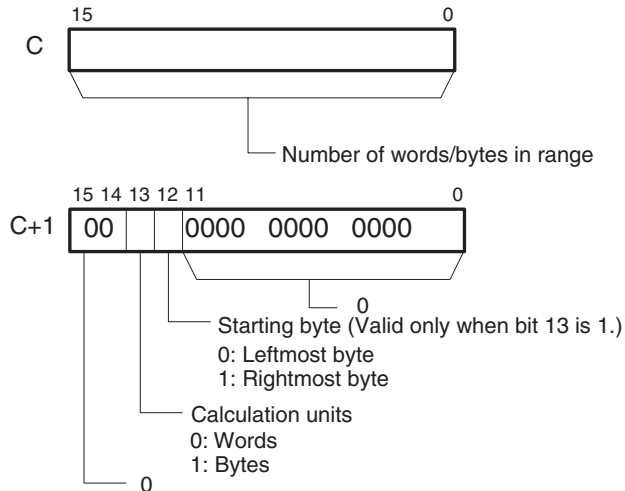 15 0
C
Number of words/bytes in range
15 14 13 12 11 0
C+1 00 0000 0000 0000
0
Starting byte (Valid only when bit 13 is 1.)
0: Leftmost byte
1: Rightmost byte
Calculation units
0: Words
1: Bytes
0